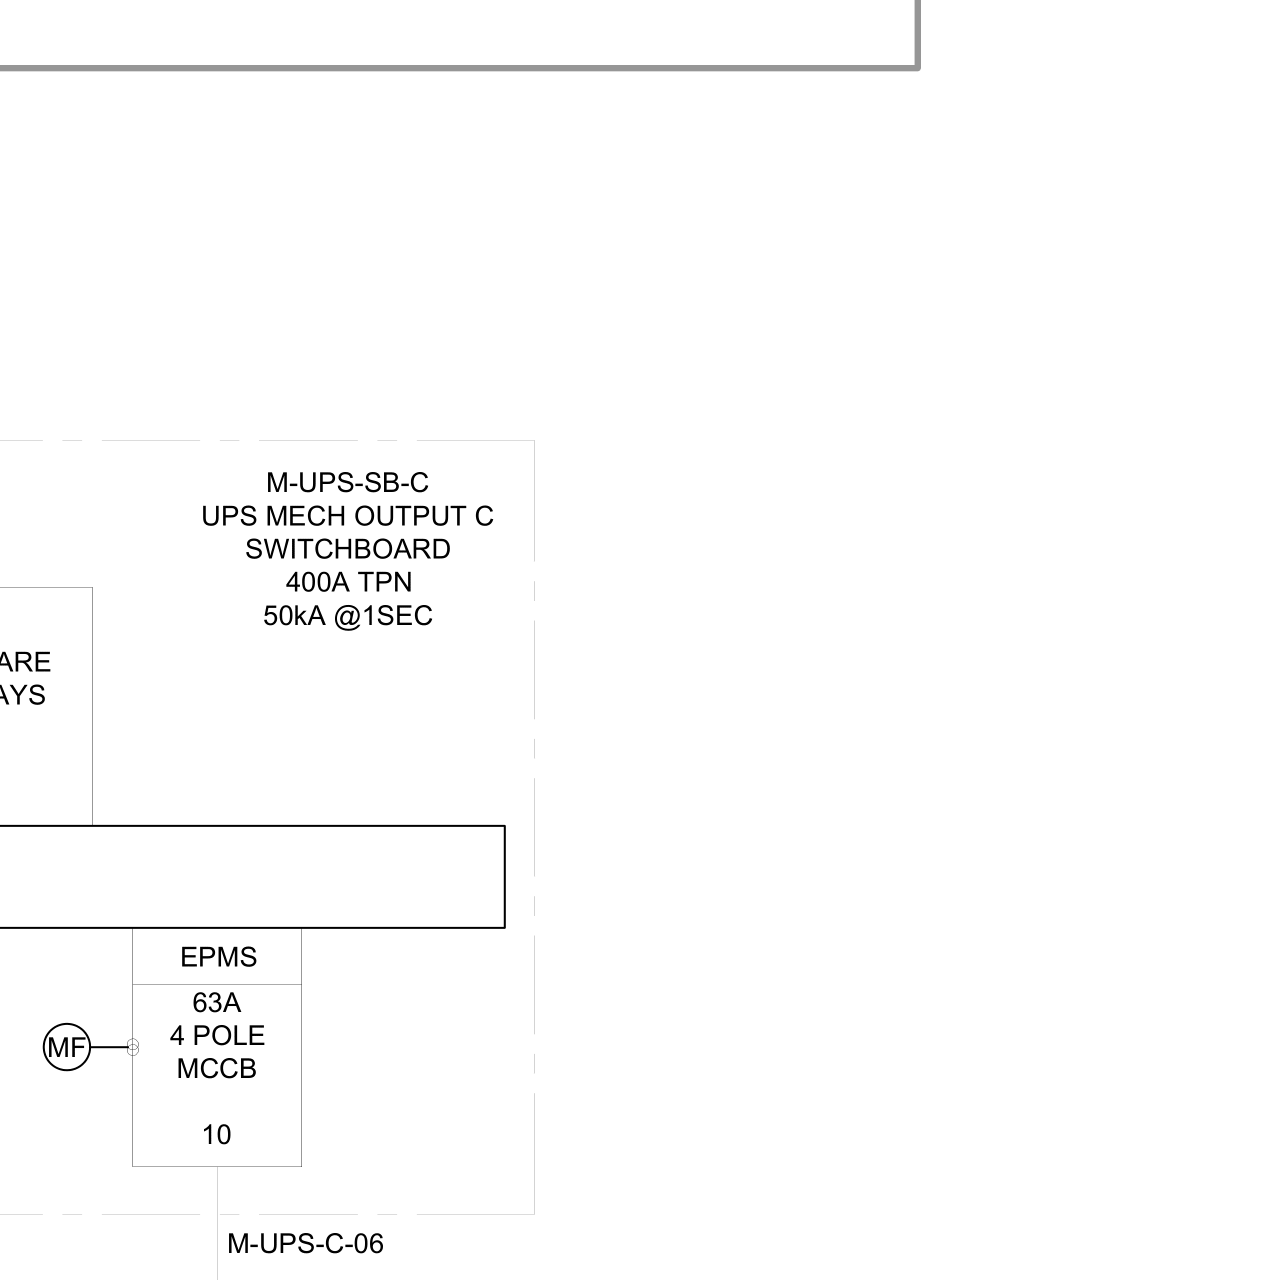 M-UPS-SB-C
UPS MECH OUTPUT C
SWITCHBOARD
400A TPN
50kA @1SEC
ARE
AYS
EPMS
63A
4 POLE
MCCB
MF
10
M-UPS-C-06